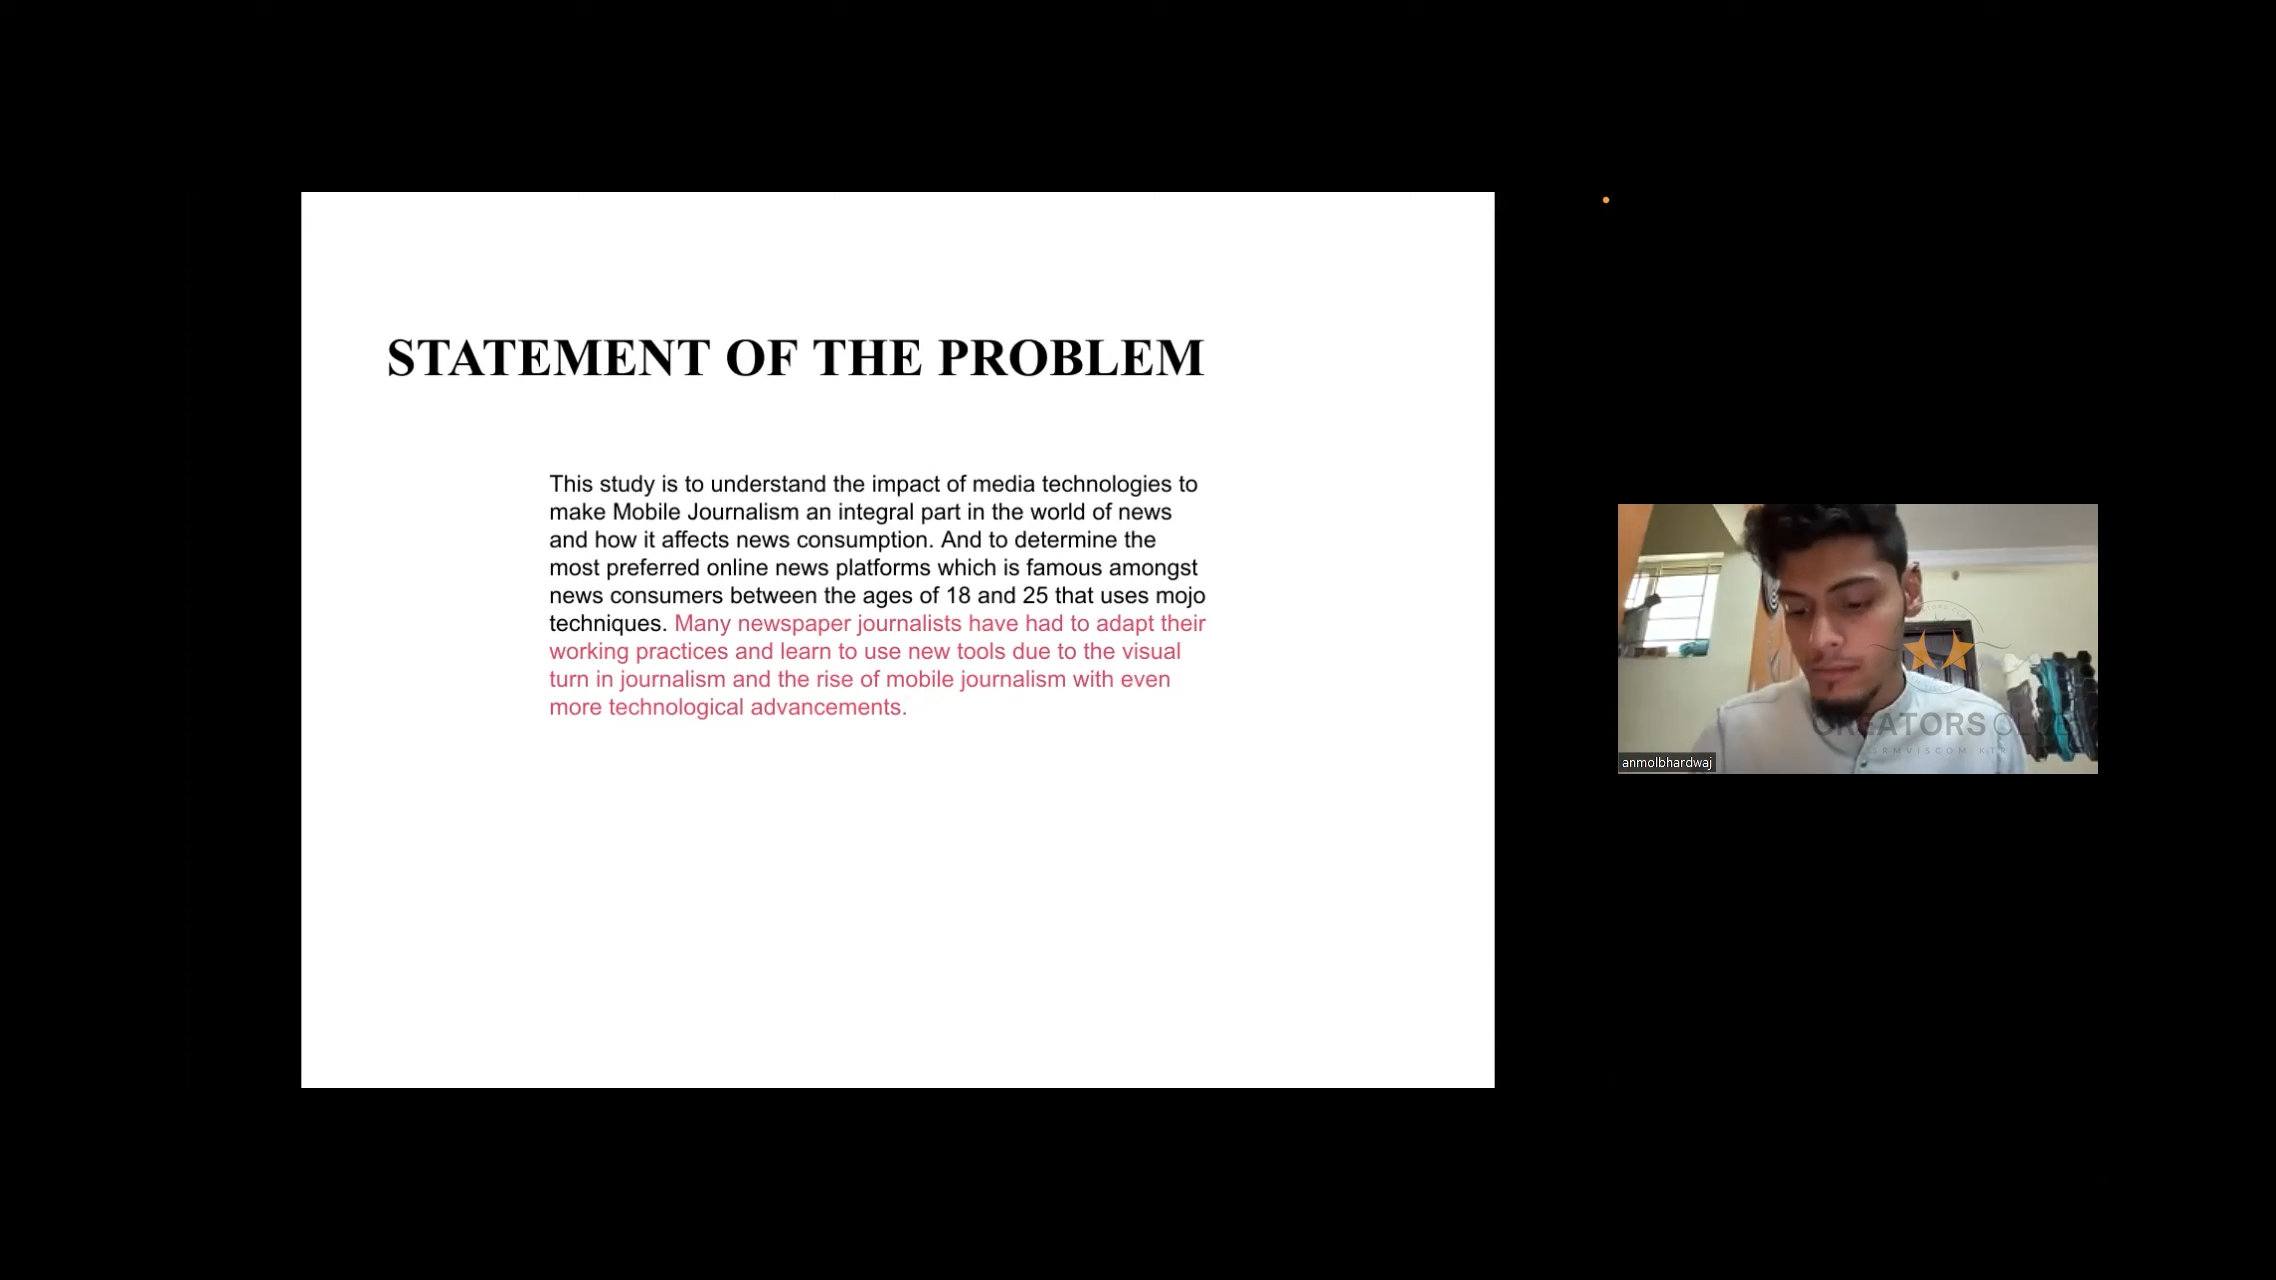 STATEMENT OF THE PROBLEM
This study is to understand the impact of media technologies to
make Mobile Journalism an integral part in the world of news
and how it affects news consumption. And to determine the
most preferred online news platforms which is famous amongst
news consumers between the ages of 18 and 25 that uses mojo
techniques. Many newspaper journalists have had to adapt their
working practices and learn to use new tools due to the visual
turn in journalism and the rise of mobile journalism with even
more technological advancements.
CREATORS CLUB
SRMVISCOM KTR
anmolbhardwaj